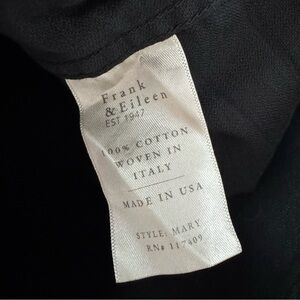 Frank
& Eileen
EST 1947
100% COTTON
WOVEN IN
ITALY
MADE IN USA
STYLE: MARY
RN# 117409